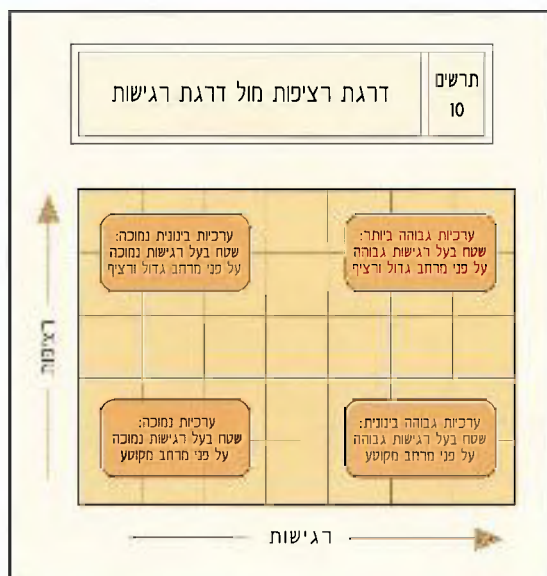 תרשים
10
דרגת רציפות מול דרגת רגישות
ערכיות גבוהה ביותר:
שטח בעל רגישות גבוהה
על פני מרחב גדול ורציף
ערכיות בינונית נמוכה:
שטח בעל רגישות נמוכה
על פני מרחב גדול ורציף
רציפות
ערכיות גבוהה בינונית:
שטח בעל רגישות גבוהה
על פני מרחב מקוטע
ערכיות נמוכה:
שטח בעל רגישות נמוכה
על פני מרחב מקוטע
רגישות